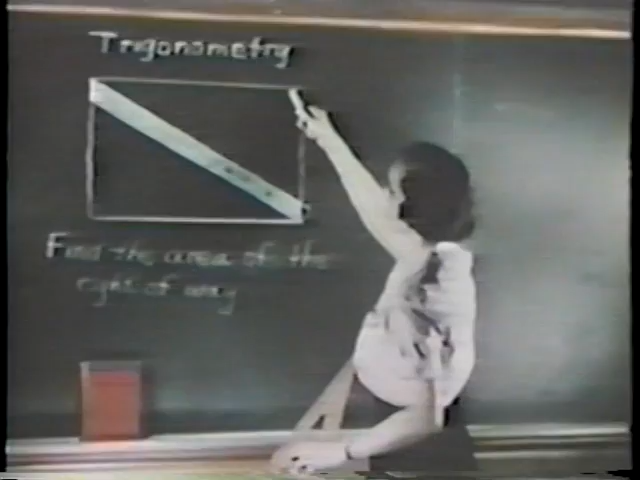 Trigonometry
Find the area of the
right of way